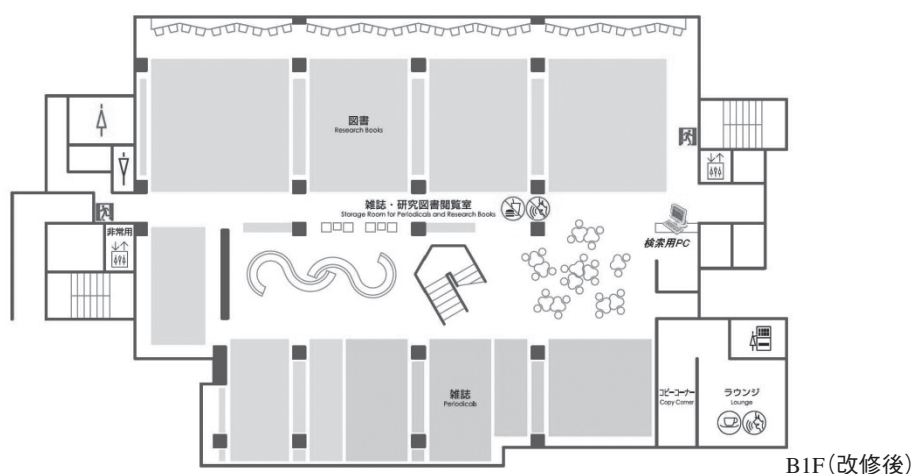 図書
Research Books
雑誌・研究図書閲覧室
Storage Room for Periodicals and Research Books
非常用
検索用PC
雑誌
Periodicals
コピーコーナー
Copy Corner
ラウンジ
Lounge
B1F(改修後)